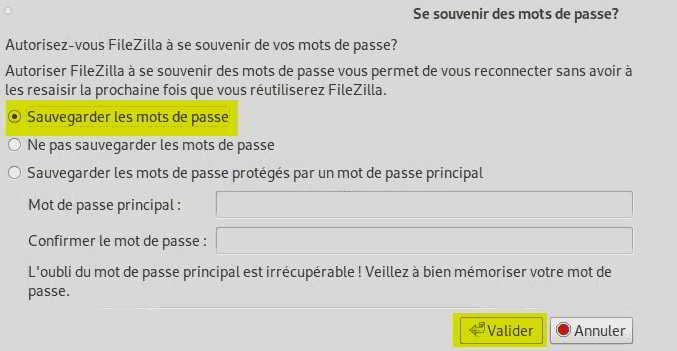 Se souvenir des mots de passe?
Autorisez-vous FileZilla à se souvenir de vos mots de passe?
Autoriser FileZilla à se souvenir des mots de passe vous permet de vous reconnecter sans avoir à
les resaisir la prochaine fois que vous réutiliserez FileZilla.
Sauvegarder les mots de passe
Ne pas sauvegarder les mots de passe
Sauvegarder les mots de passe protégés par un mot de passe principal
Mot de passe principal :
Confirmer le mot de passe :
L'oubli du mot de passe principal est irrécupérable ! Veillez à bien mémoriser votre mot de
passe.
Valider
Annuler